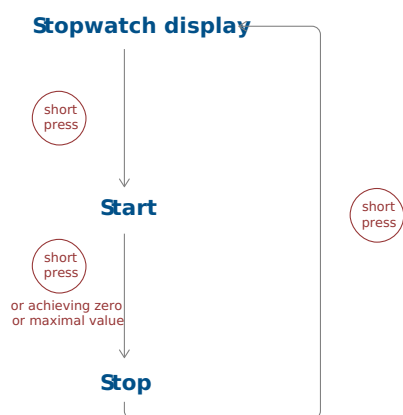 Stopwatch display
short
press
Start
short
press
short
press
or achieving zero
or maximal value
Stop